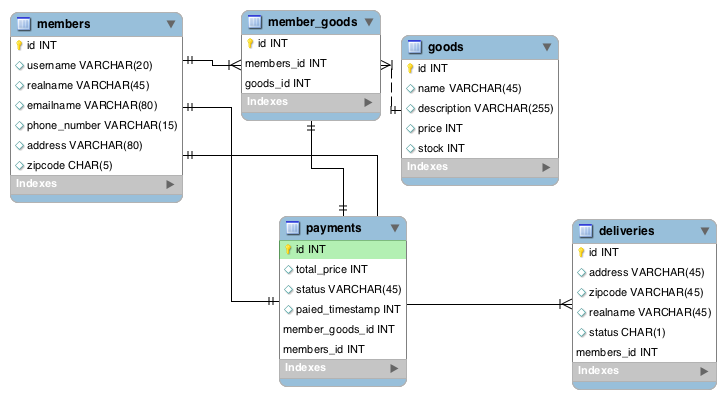 members
id INT
username VARCHAR(20)
realname VARCHAR(45)
emailname VARCHAR(80)
phone_number VARCHAR(15)
address VARCHAR(80)
zipcode CHAR(5)
Indexes
member_goods
id INT
members_id INT
goods_id INT
Indexes
goods
id INT
name VARCHAR(45)
description VARCHAR(255)
price INT
stock INT
Indexes
payments
id INT
total_price INT
status VARCHAR(45)
paied_timestamp INT
member_goods_id INT
members_id INT
Indexes
deliveries
id INT
address VARCHAR(45)
zipcode VARCHAR(45)
realname VARCHAR(45)
status CHAR(1)
members_id INT
Indexes